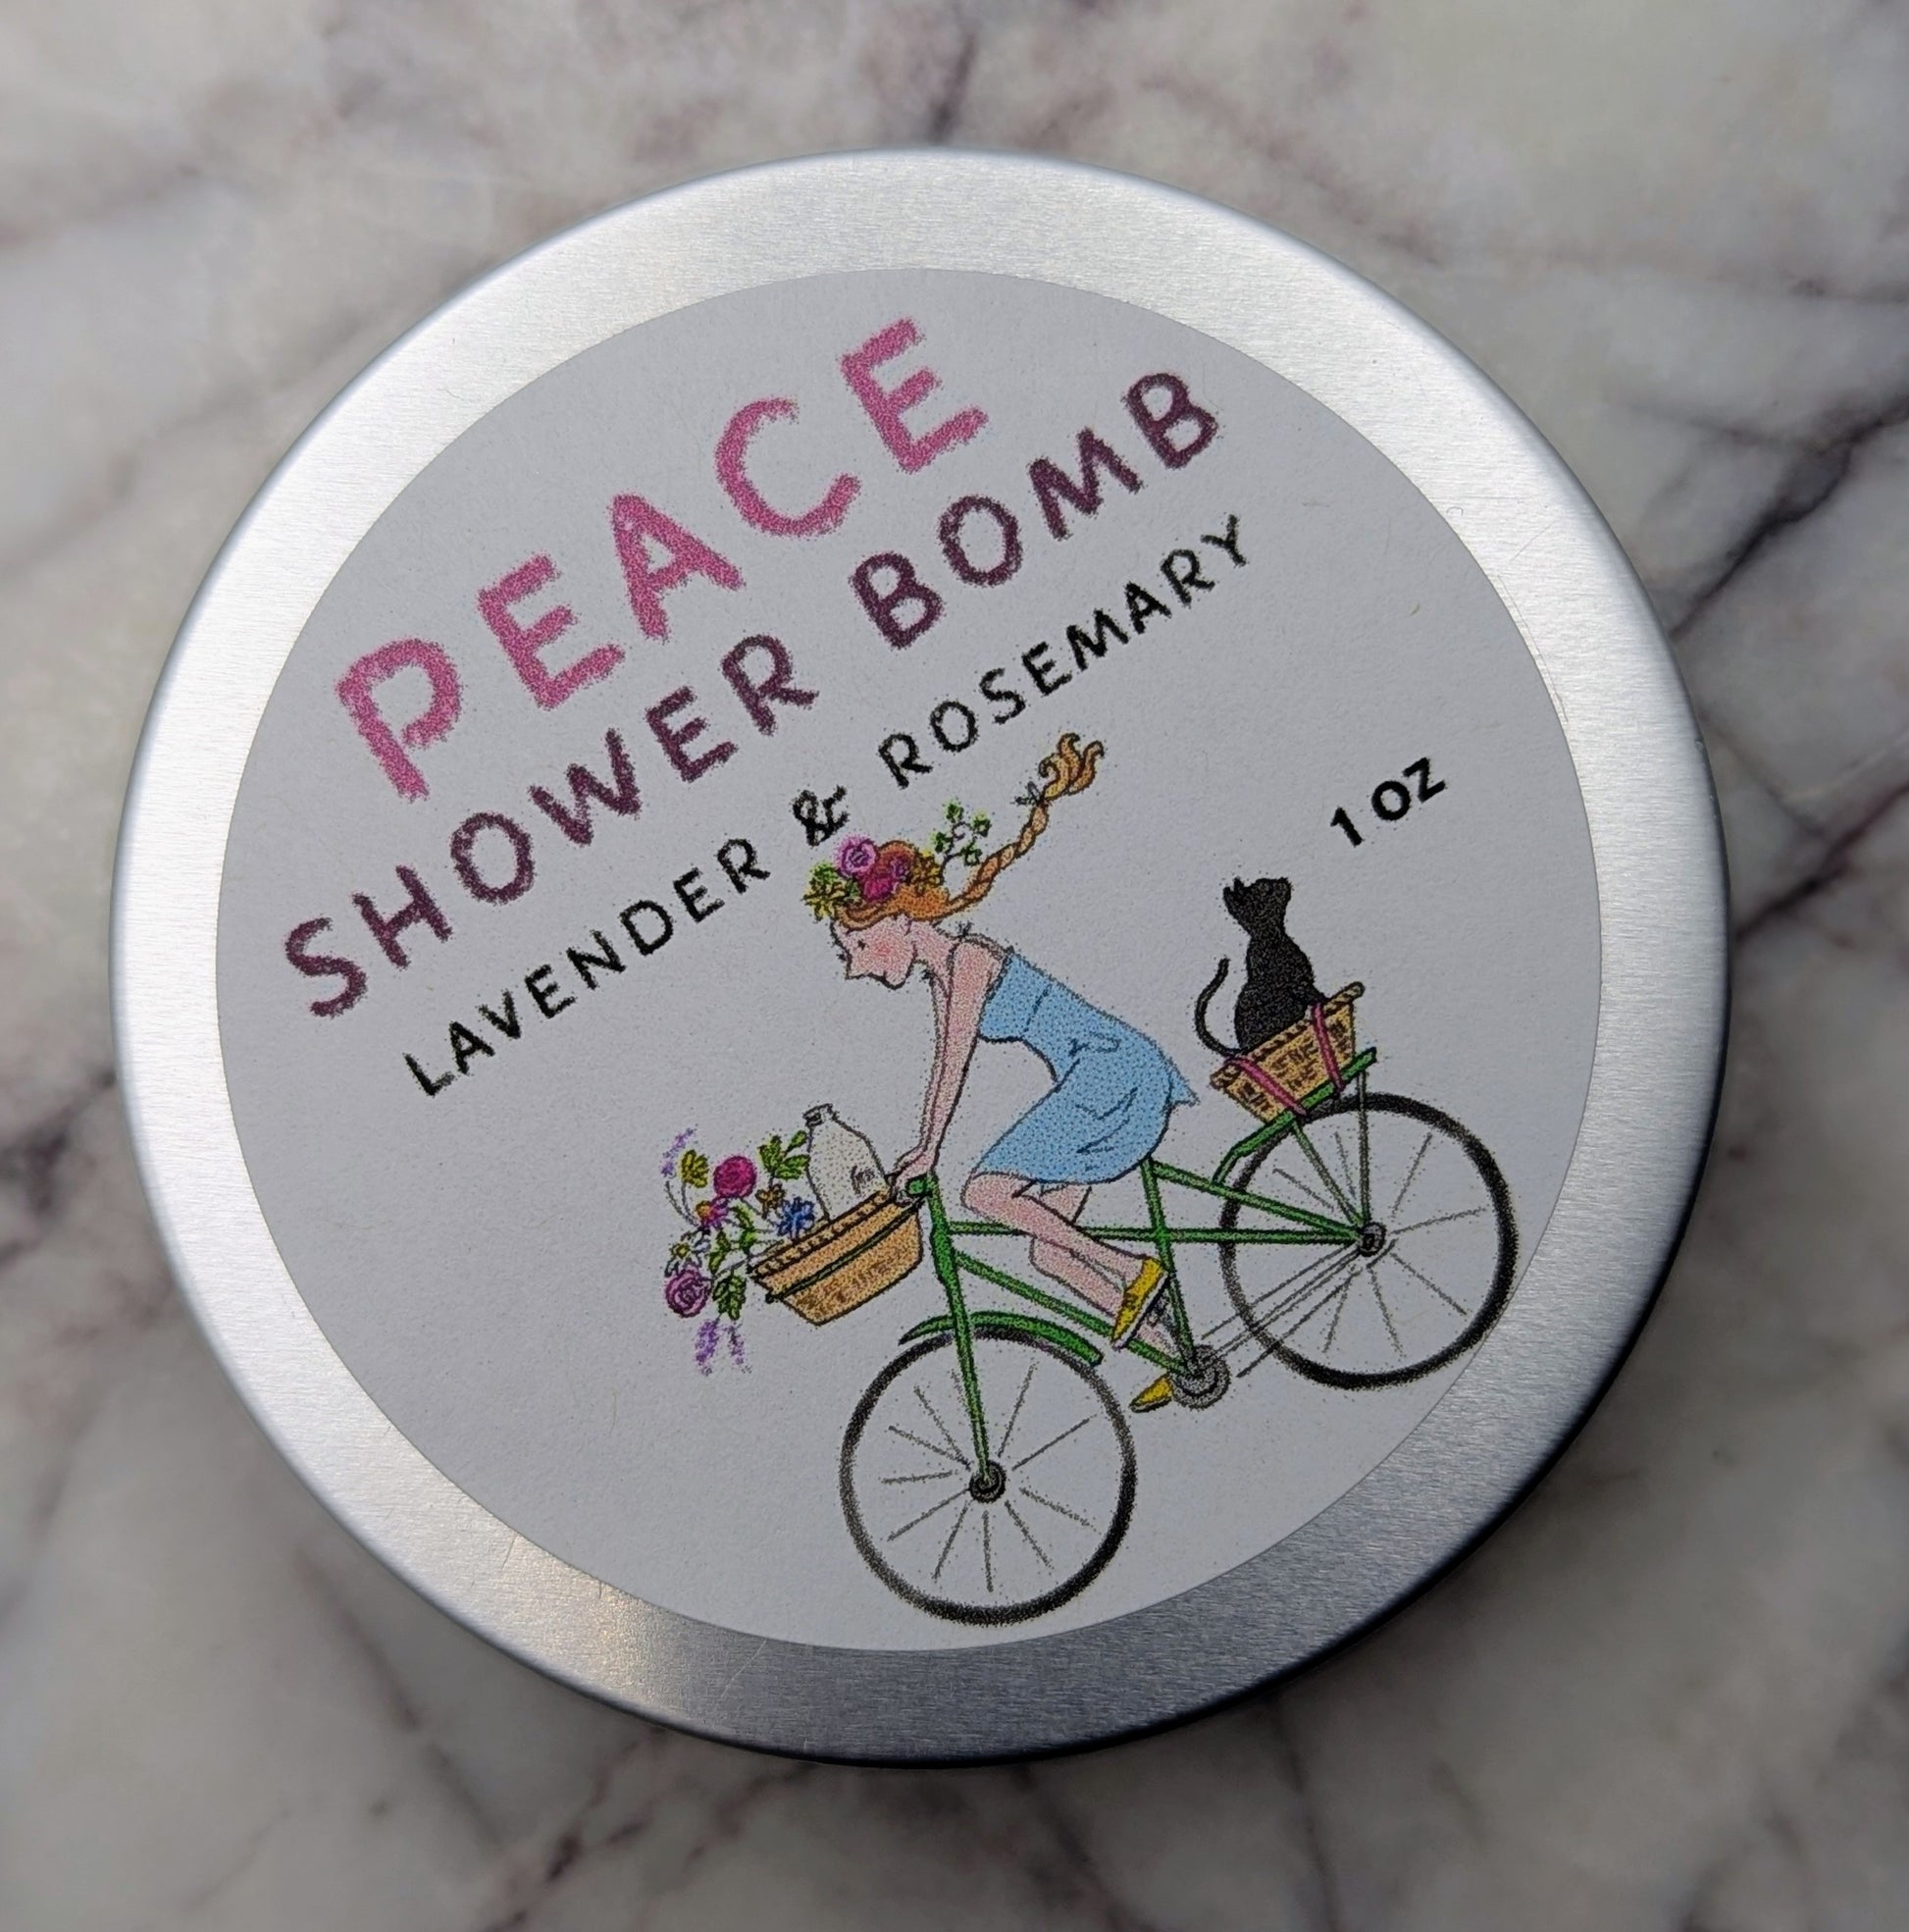 PEACE
SHOWER BOMB
LAVENDER & ROSEMARY
1 OZ